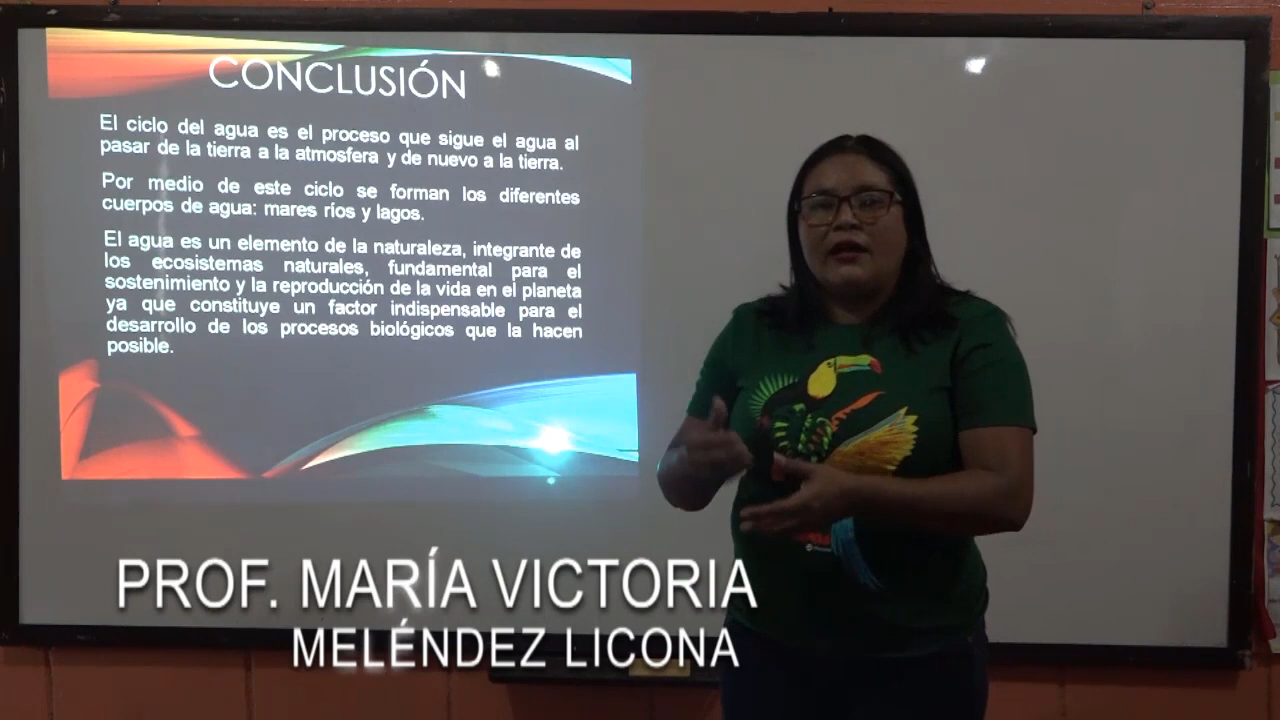 CONCLUSIÓN
El ciclo del agua es el proceso que sigue el agua al
pasar de la tierra a la atmosfera y de nuevo a la tierra.
Por medio de este ciclo se forman los diferentes
cuerpos de agua: mares ríos y lagos.
El agua es un elemento de la naturaleza, integrante de
los ecosistemas naturales, fundamental para el
sostenimiento y la reproducción de la vida en el planeta
ya que constituye un factor indispensable para el
desarrollo de los procesos biológicos que la hacen
posible.
PROF. MARÍA VICTORIA
MELÉNDEZ LICONA